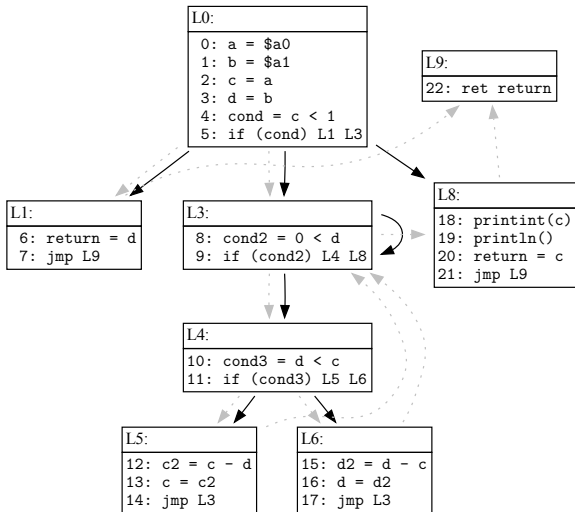 L0:
0: a = $a0
1: b = $a1
2: c = a
3: d = b
4: cond = c < 1
5: if (cond) L1 L3
L9:
22: ret return
L1:
6: return = d
7: jmp L9
L3:
8: cond2 = 0 < d
9: if (cond2) L4 L8
L8:
18: printint(c)
19: println()
20: return = c
21: jmp L9
L4:
10: cond3 = d < c
11: if (cond3) L5 L6
L5:
12: c2 = c - d
13: c = c2
14: jmp L3
L6:
15: d2 = d - c
16: d = d2
17: jmp L3